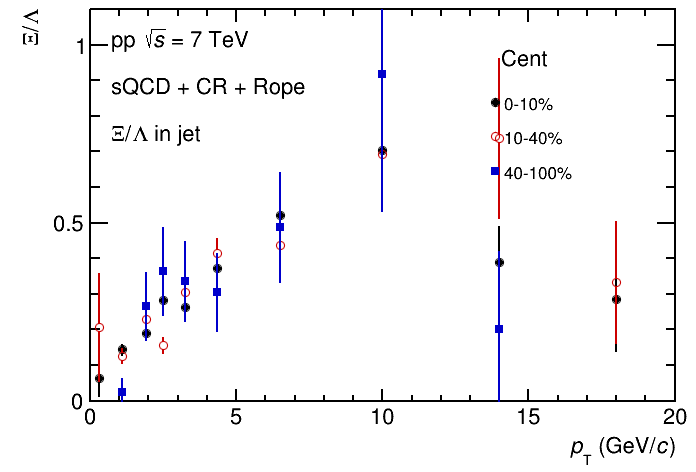 Ξ/Λ
pp √s = 7 TeV
sQCD + CR + Rope
Ξ/Λ in jet
Cent
0-10%
10-40%
40-100%
1
0.5
0
0 5 10 15 20
p_T (GeV/c)